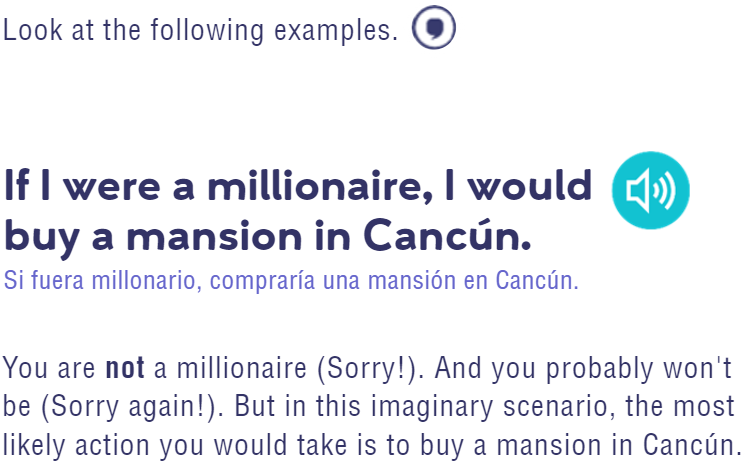 Look at the following examples.
If I were a millionaire, I would
buy a mansion in Cancún.
Si fuera millonario, compraría una mansión en Cancún.
You are not a millionaire (Sorry!). And you probably won't
be (Sorry again!). But in this imaginary scenario, the most
likely action you would take is to buy a mansion in Cancún.